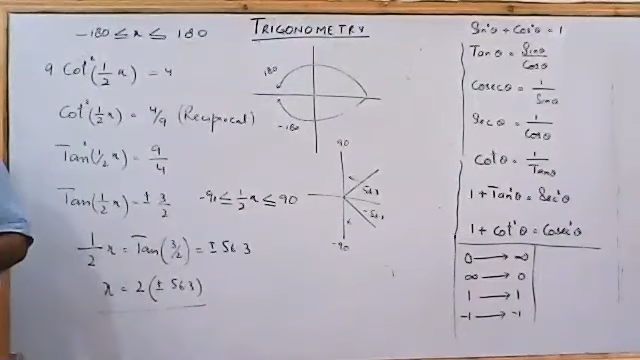 TRIGONOMETRY
-180 ≤ x ≤ 180
9 Cot²(½x) = 4
Cot²(½x) = 4/9 (Reciprocal)
Tan²(½x) = 9/4
Tan(½x) = ± 3/2
-90 ≤ ½x ≤ 90
½x = Tan⁻(3/2) = ± 56.3
x = 2(± 56.3)
180
-180
90
56.3
-56.3
-90
Sin²θ + Cos²θ = 1
Tanθ = Sinθ/Cosθ
Cosecθ = 1/Sinθ
Secθ = 1/Cosθ
Cotθ = 1/Tanθ
1 + Tan²θ = Sec²θ
1 + Cot²θ = Cosec²θ
0 → ∞
∞ → 0
1 → 1
-1 → -1